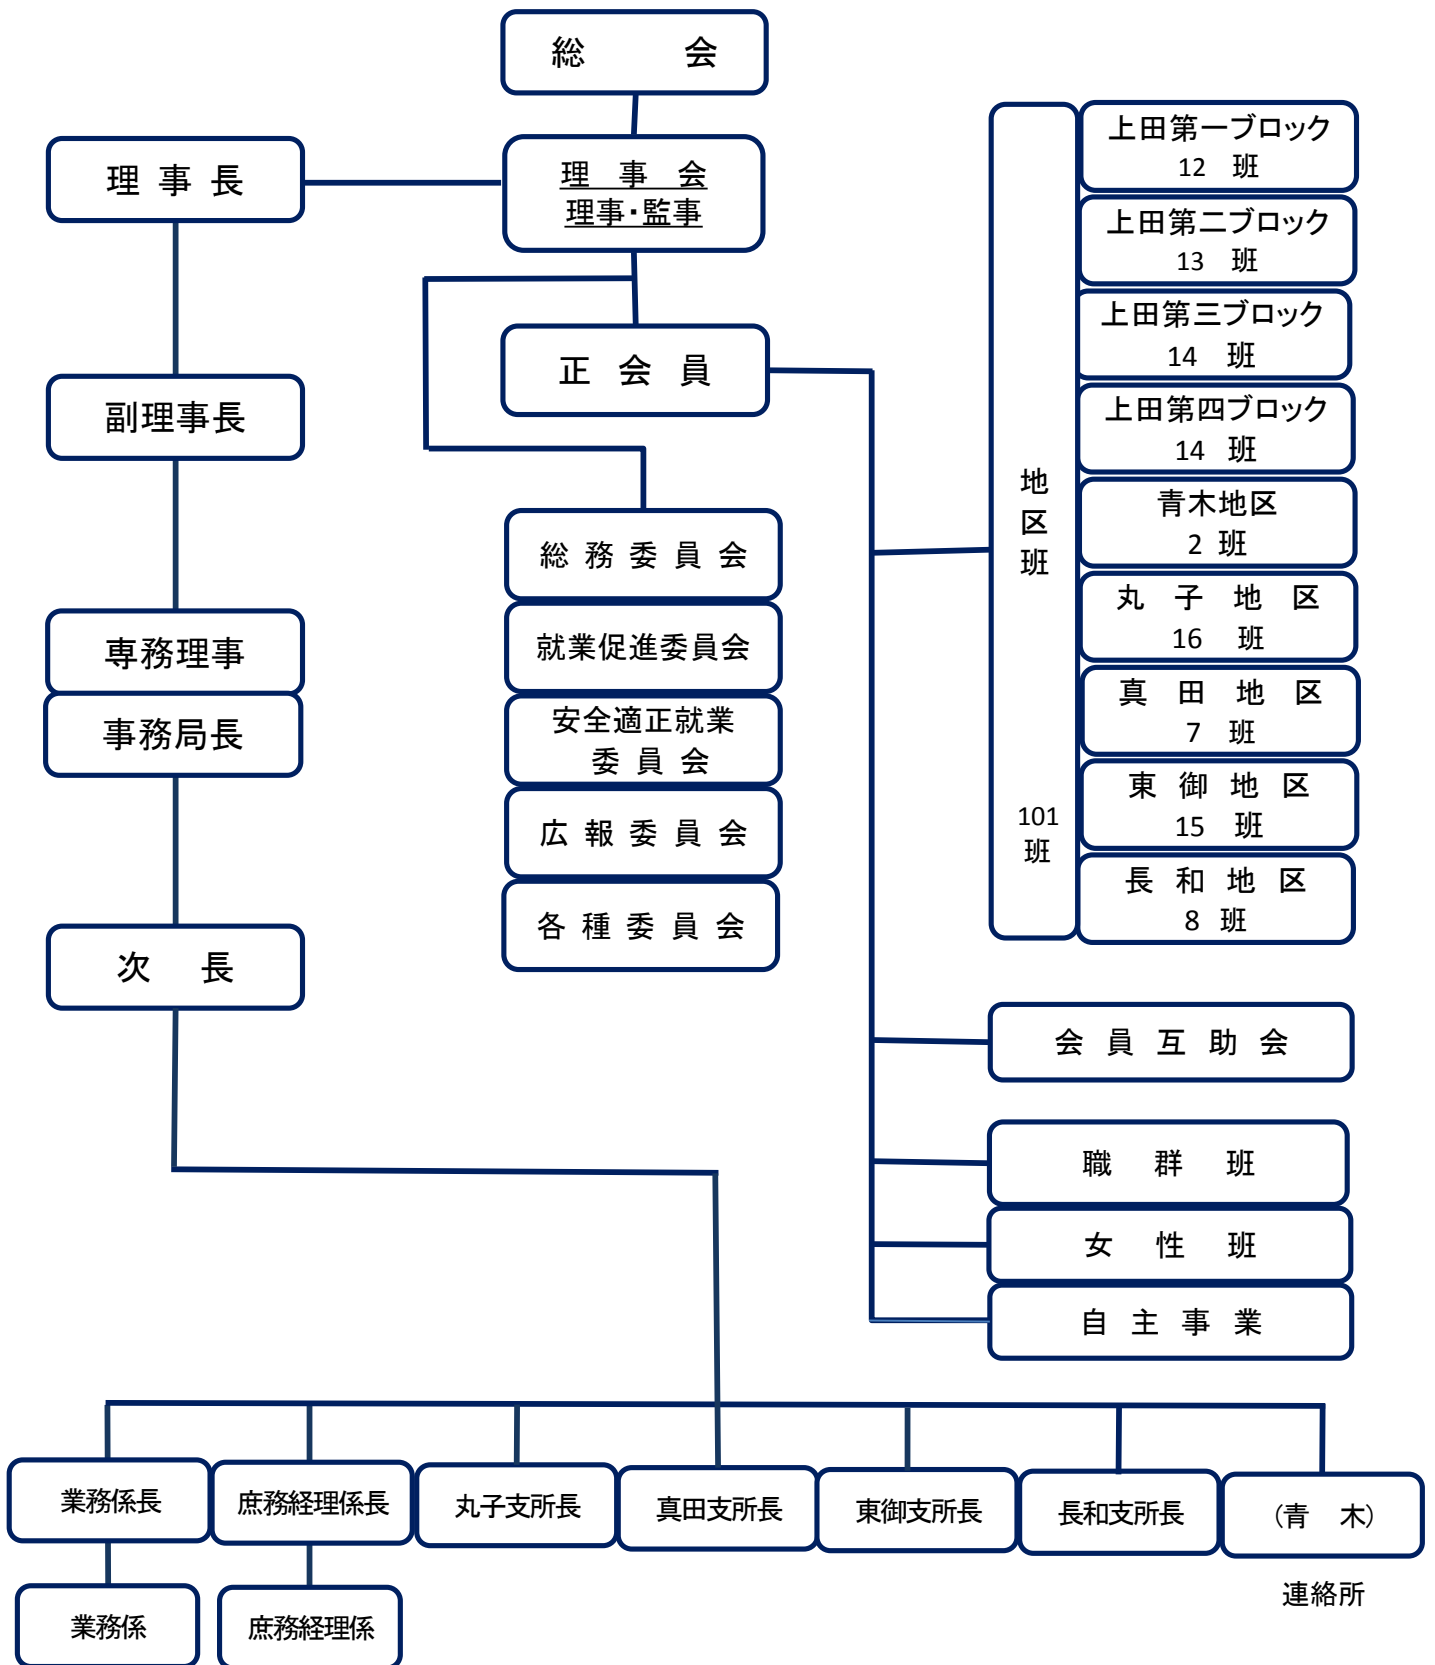 総　会
理事長
理　事　会
理事・監事
副理事長
正会員
専務理事
事務局長
次　長
総務委員会
就業促進委員会
安全適正就業
委員会
広報委員会
各種委員会
地
区
班
101
班
上田第一ブロック
12　班
上田第二ブロック
13　班
上田第三ブロック
14　班
上田第四ブロック
14　班
青木地区
2 班
丸子地区
16　班
真田地区
7　班
東御地区
15　班
長和地区
8 班
会員互助会
職群班
女性班
自主事業
業務係長
庶務経理係長
丸子支所長
真田支所長
東御支所長
長和支所長
（青　木）
連絡所
業務係
庶務経理係